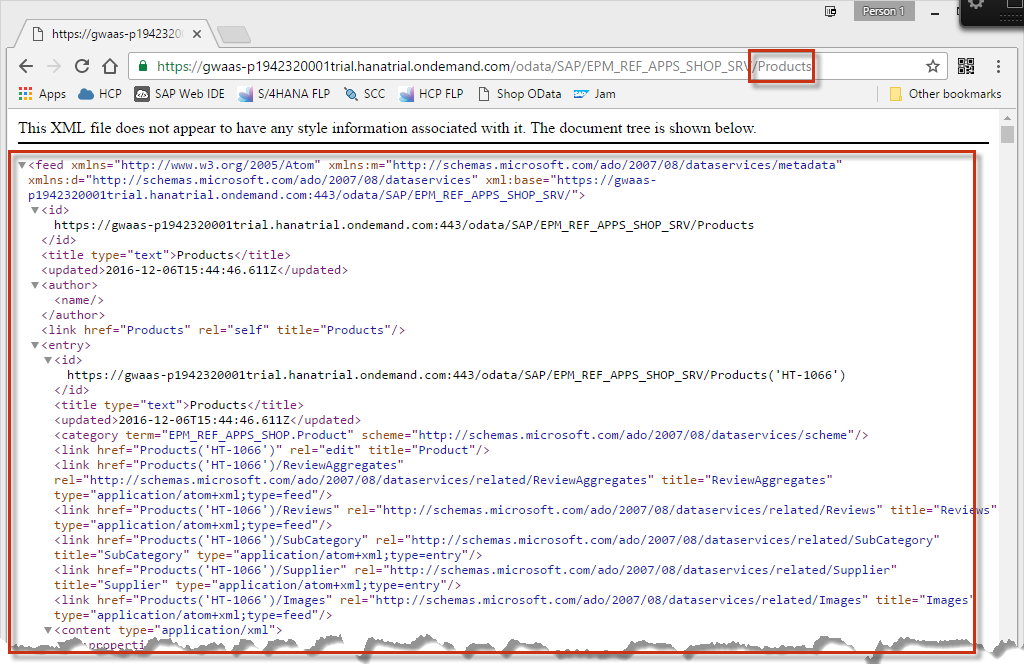 Person 1
https://gwaas-p1942320
https://gwaas-p1942320001trial.hanatrial.ondemand.com/odata/SAP/EPM_REF_APPS_SHOP_SRV/Products
Apps HCP SAP Web IDE S/4HANA FLP SCC HCP FLP Shop OData Jam Other bookmarks
This XML file does not appear to have any style information associated with it. The document tree is shown below.
▼<feed xmlns="http://www.w3.org/2005/Atom" xmlns:m="http://schemas.microsoft.com/ado/2007/08/dataservices/metadata"
xmlns:d="http://schemas.microsoft.com/ado/2007/08/dataservices" xml:base="https://gwaas-
p1942320001trial.hanatrial.ondemand.com:443/odata/SAP/EPM_REF_APPS_SHOP_SRV/">
▼<id>
https://gwaas-p1942320001trial.hanatrial.ondemand.com:443/odata/SAP/EPM_REF_APPS_SHOP_SRV/Products
</id>
<title type="text">Products</title>
<updated>2016-12-06T15:44:46.611Z</updated>
▼<author>
<name/>
</author>
<link href="Products" rel="self" title="Products"/>
▼<entry>
▼<id>
https://gwaas-p1942320001trial.hanatrial.ondemand.com:443/odata/SAP/EPM_REF_APPS_SHOP_SRV/Products('HT-1066')
</id>
<title type="text">Products</title>
<updated>2016-12-06T15:44:46.611Z</updated>
<category term="EPM_REF_APPS_SHOP.Product" scheme="http://schemas.microsoft.com/ado/2007/08/dataservices/scheme"/>
<link href="Products('HT-1066')" rel="edit" title="Product"/>
<link href="Products('HT-1066')/ReviewAggregates"
rel="http://schemas.microsoft.com/ado/2007/08/dataservices/related/ReviewAggregates" title="ReviewAggregates"
type="application/atom+xml;type=feed"/>
<link href="Products('HT-1066')/Reviews" rel="http://schemas.microsoft.com/ado/2007/08/dataservices/related/Reviews" title="Reviews"
type="application/atom+xml;type=feed"/>
<link href="Products('HT-1066')/SubCategory" rel="http://schemas.microsoft.com/ado/2007/08/dataservices/related/SubCategory"
title="SubCategory" type="application/atom+xml;type=entry"/>
<link href="Products('HT-1066')/Supplier" rel="http://schemas.microsoft.com/ado/2007/08/dataservices/related/Supplier"
title="Supplier" type="application/atom+xml;type=entry"/>
<link href="Products('HT-1066')/Images" rel="http://schemas.microsoft.com/ado/2007/08/dataservices/related/Images" title="Images"
type="application/atom+xml;type=feed"/>
▼<content type="application/xml">